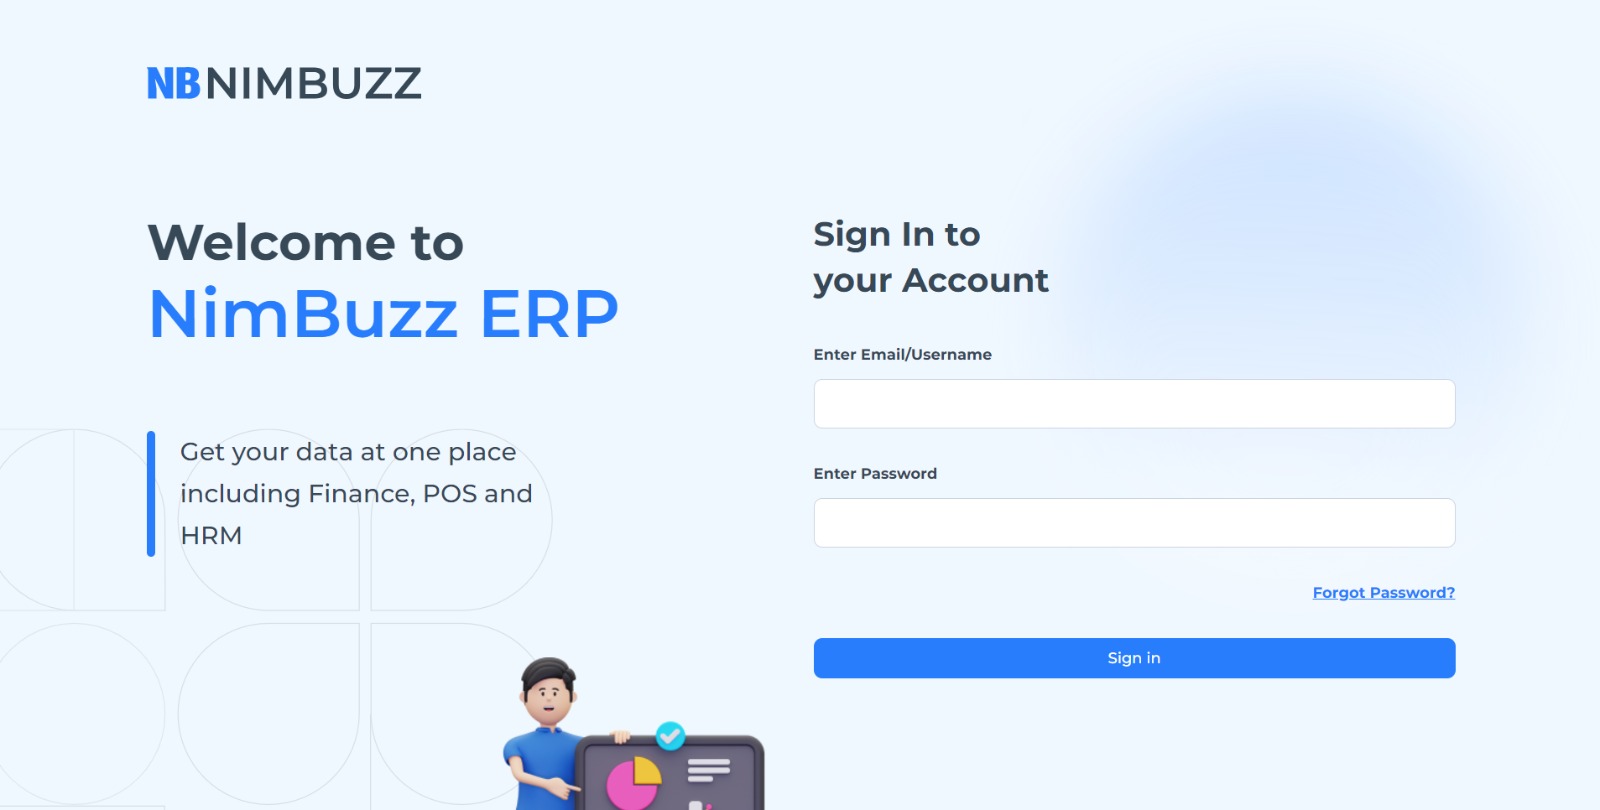 NB NIMBUZZ
Welcome to
NimBuzz ERP
Get your data at one place
including Finance, POS and
HRM
Sign In to
your Account
Enter Email/Username
Enter Password
Forgot Password?
Sign in